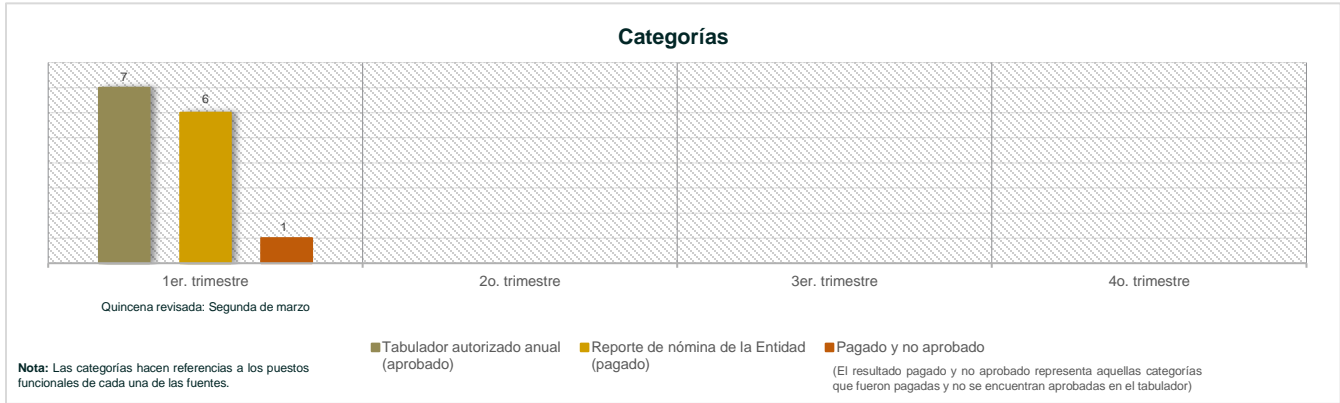 Categorías
7
6
1
1er. trimestre
2o. trimestre
3er. trimestre
4o. trimestre
Quincena revisada: Segunda de marzo
Tabulador autorizado anual
(aprobado)
Reporte de nómina de la Entidad
(pagado)
Pagado y no aprobado
(El resultado pagado y no aprobado representa aquellas categorías
que fueron pagadas y no se encuentran aprobadas en el tabulador)
Nota: Las categorías hacen referencias a los puestos
funcionales de cada una de las fuentes.